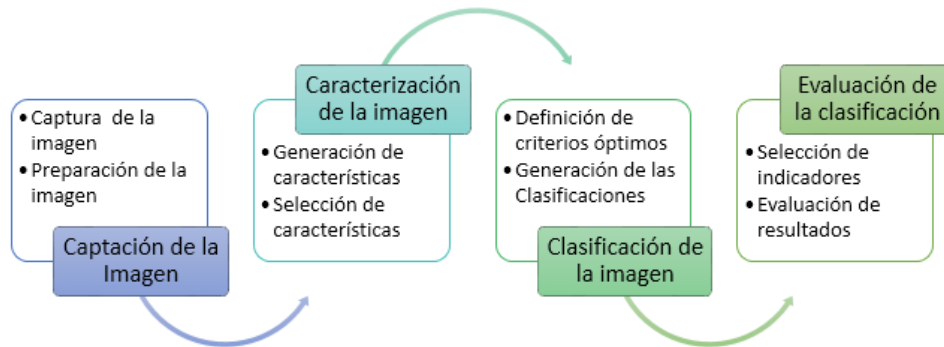 • Captura de la
imagen
• Preparación de la
imagen
Captación de la
Imagen
Caracterización
de la imagen
• Generación de
características
• Selección de
características
• Definición de
criterios óptimos
• Generación de las
Clasificaciones
Clasificación de
la imagen
Evaluación de
la clasificación
• Selección de
indicadores
• Evaluación de
resultados